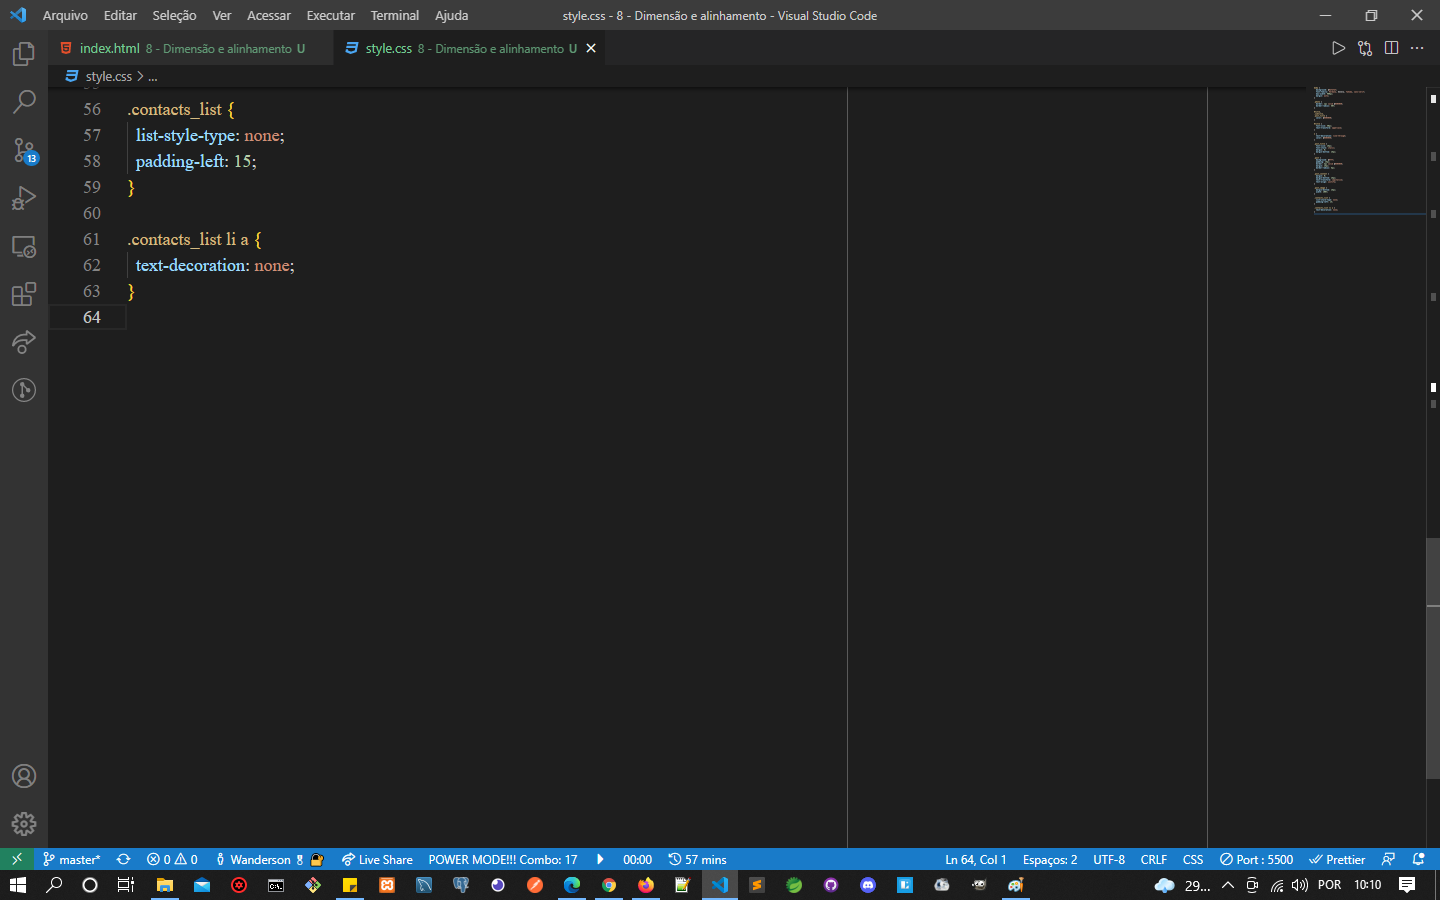 Arquivo Editar Seleção Ver Acessar Executar Terminal Ajuda style.css - 8 - Dimensão e alinhamento - Visual Studio Code
index.html 8 - Dimensão e alinhamento U style.css 8 - Dimensão e alinhamento U
style.css > ...
56 .contacts_list {
57 list-style-type: none;
58 padding-left: 15;
59 }
60
61 .contacts_list li a {
62 text-decoration: none;
63 }
64
13
master* 0 0 Wanderson Live Share POWER MODE!!! Combo: 17 00:00 57 mins Ln 64, Col 1 Espaços: 2 UTF-8 CRLF CSS Port : 5500 Prettier
29... POR 10:10